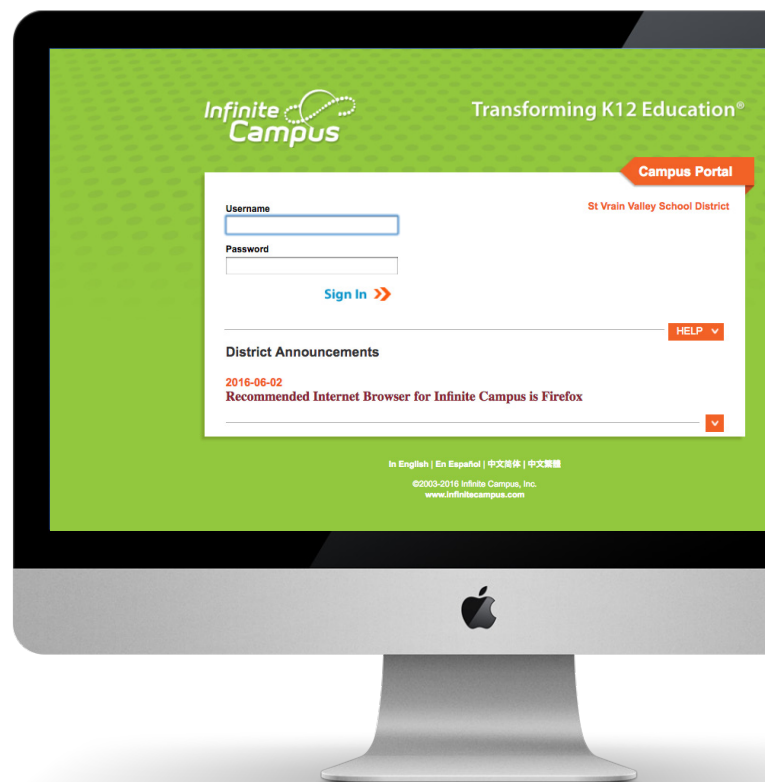 Infinite
Campus
Transforming K12 Education®
Campus Portal
St Vrain Valley School District
Username
Password
Sign In
HELP
District Announcements
2016-06-02
Recommended Internet Browser for Infinite Campus is Firefox
In English | En Español | 中文简体 | 中文繁體
©2003-2016 Infinite Campus, Inc.
www.infinitecampus.com